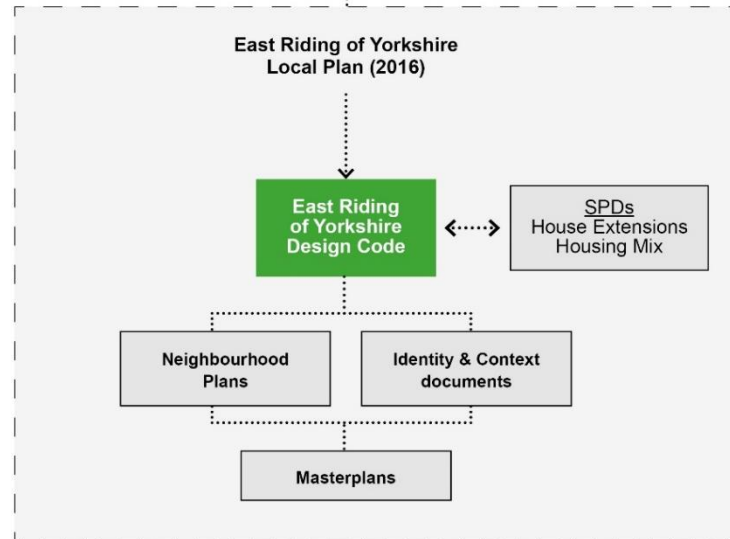 East Riding of Yorkshire
Local Plan (2016)
East Riding
of Yorkshire
Design Code
SPDs
House Extensions
Housing Mix
Neighbourhood
Plans
Identity & Context
documents
Masterplans